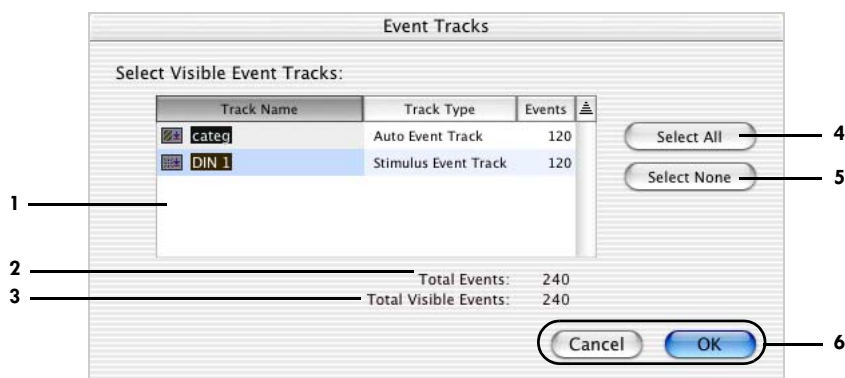 Event Tracks
Select Visible Event Tracks:
Track Name Track Type Events
categ Auto Event Track 120
DIN 1 Stimulus Event Track 120
Select All 4
Select None 5
1
2 Total Events: 240
3 Total Visible Events: 240
Cancel OK 6